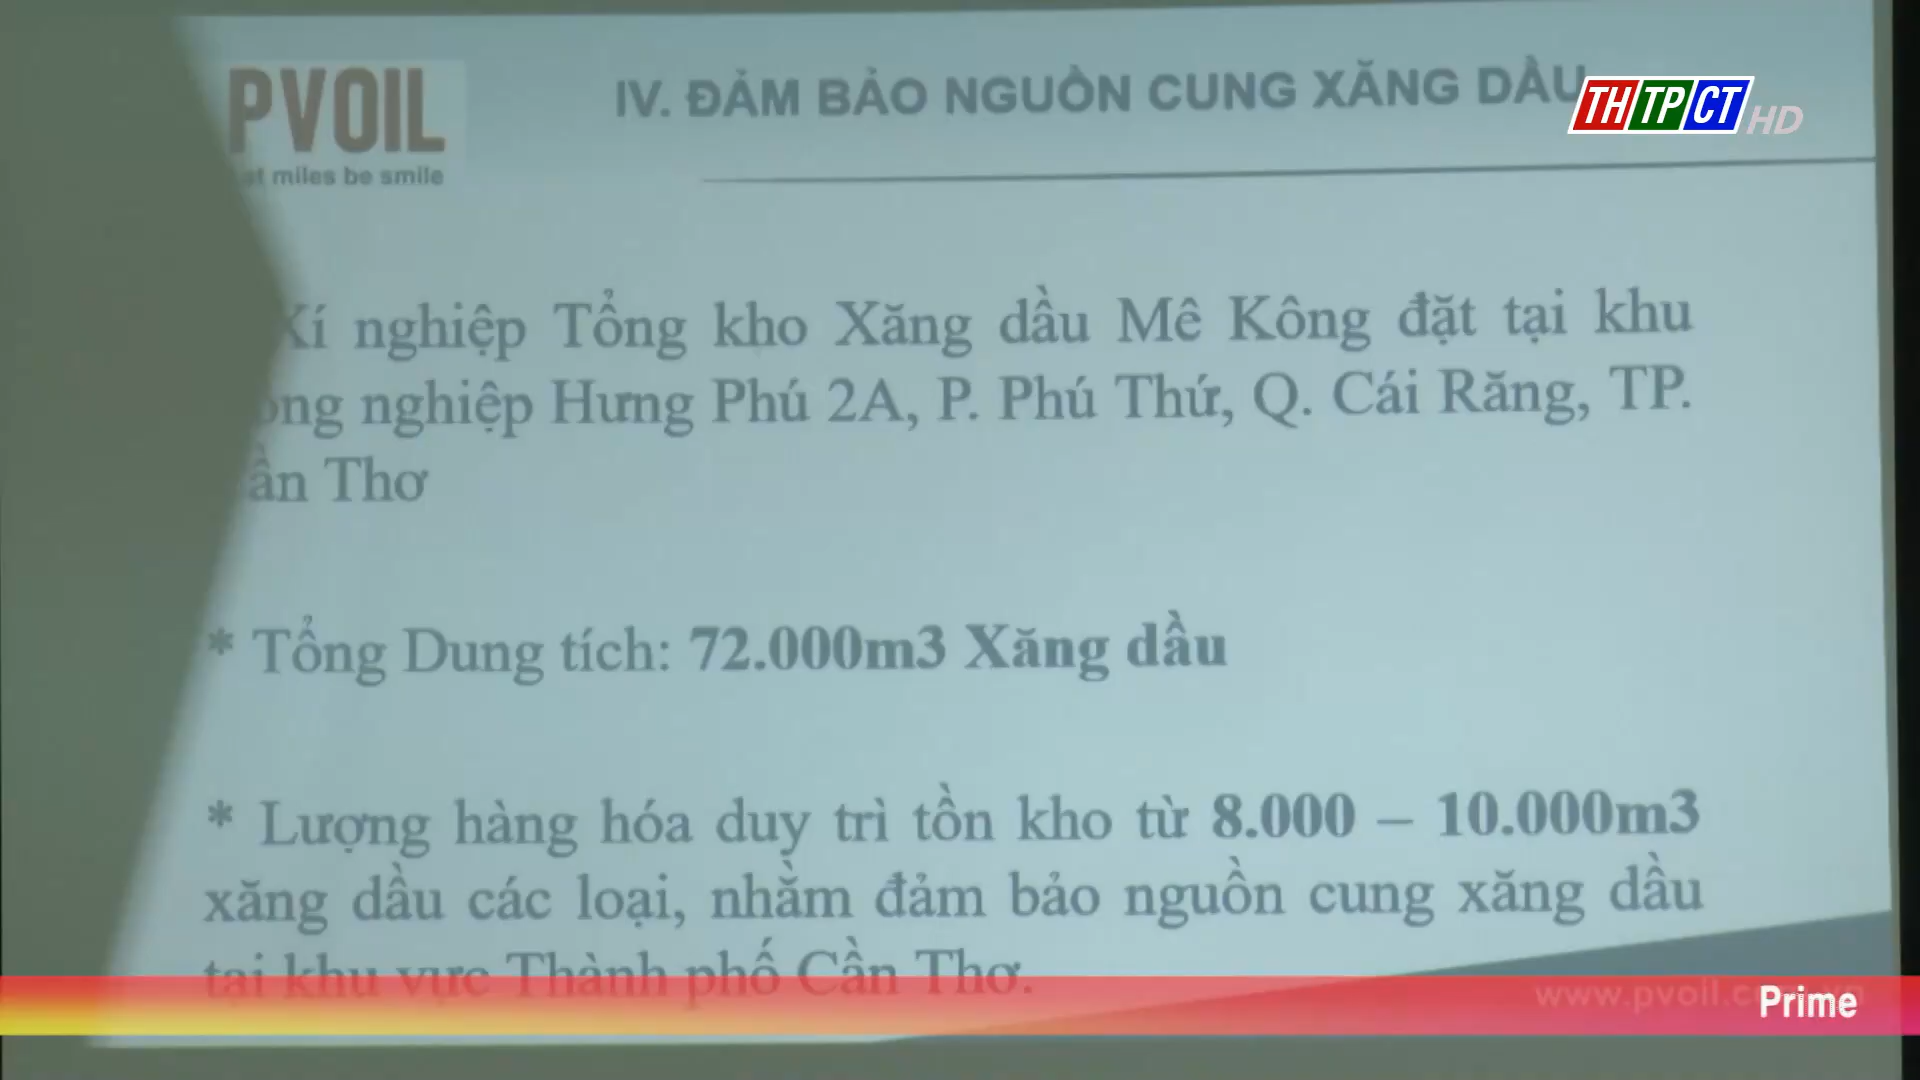 PVOIL
miles be smile
IV. ĐẢM BẢO NGUỒN CUNG XĂNG DẦU
THTPCT HD
Xí nghiệp Tổng kho Xăng dầu Mê Kông đặt tại khu
nghiệp Hưng Phú 2A, P. Phú Thứ, Q. Cái Răng, TP.
Thơ
* Tổng Dung tích: 72.000m3 Xăng dầu
* Lượng hàng hóa duy trì tồn kho từ 8.000 – 10.000m3
xăng dầu các loại, nhằm đảm bảo nguồn cung xăng dầu
tại khu vực Thành phố Cần Thơ.
Prime